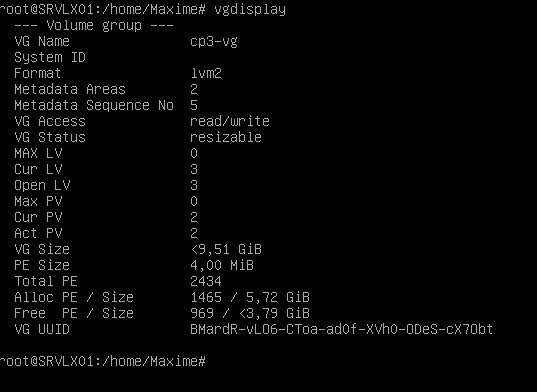 root@SRVLX01:/home/Maxime# vgdisplay
--- Volume group ---
VG Name cp3-vg
System ID
Format lvm2
Metadata Areas 2
Metadata Sequence No 5
VG Access read/write
VG Status resizable
MAX LV 0
Cur LV 3
Open LV 3
Max PV 0
Cur PV 2
Act PV 2
VG Size <9,51 GiB
PE Size 4,00 MiB
Total PE 2434
Alloc PE / Size 1465 / 5,72 GiB
Free PE / Size 969 / <3,79 GiB
VG UUID BMardR-vLO6-CToa-ad0f-XVh0-ODeS-cX7Obt
root@SRVLX01:/home/Maxime#